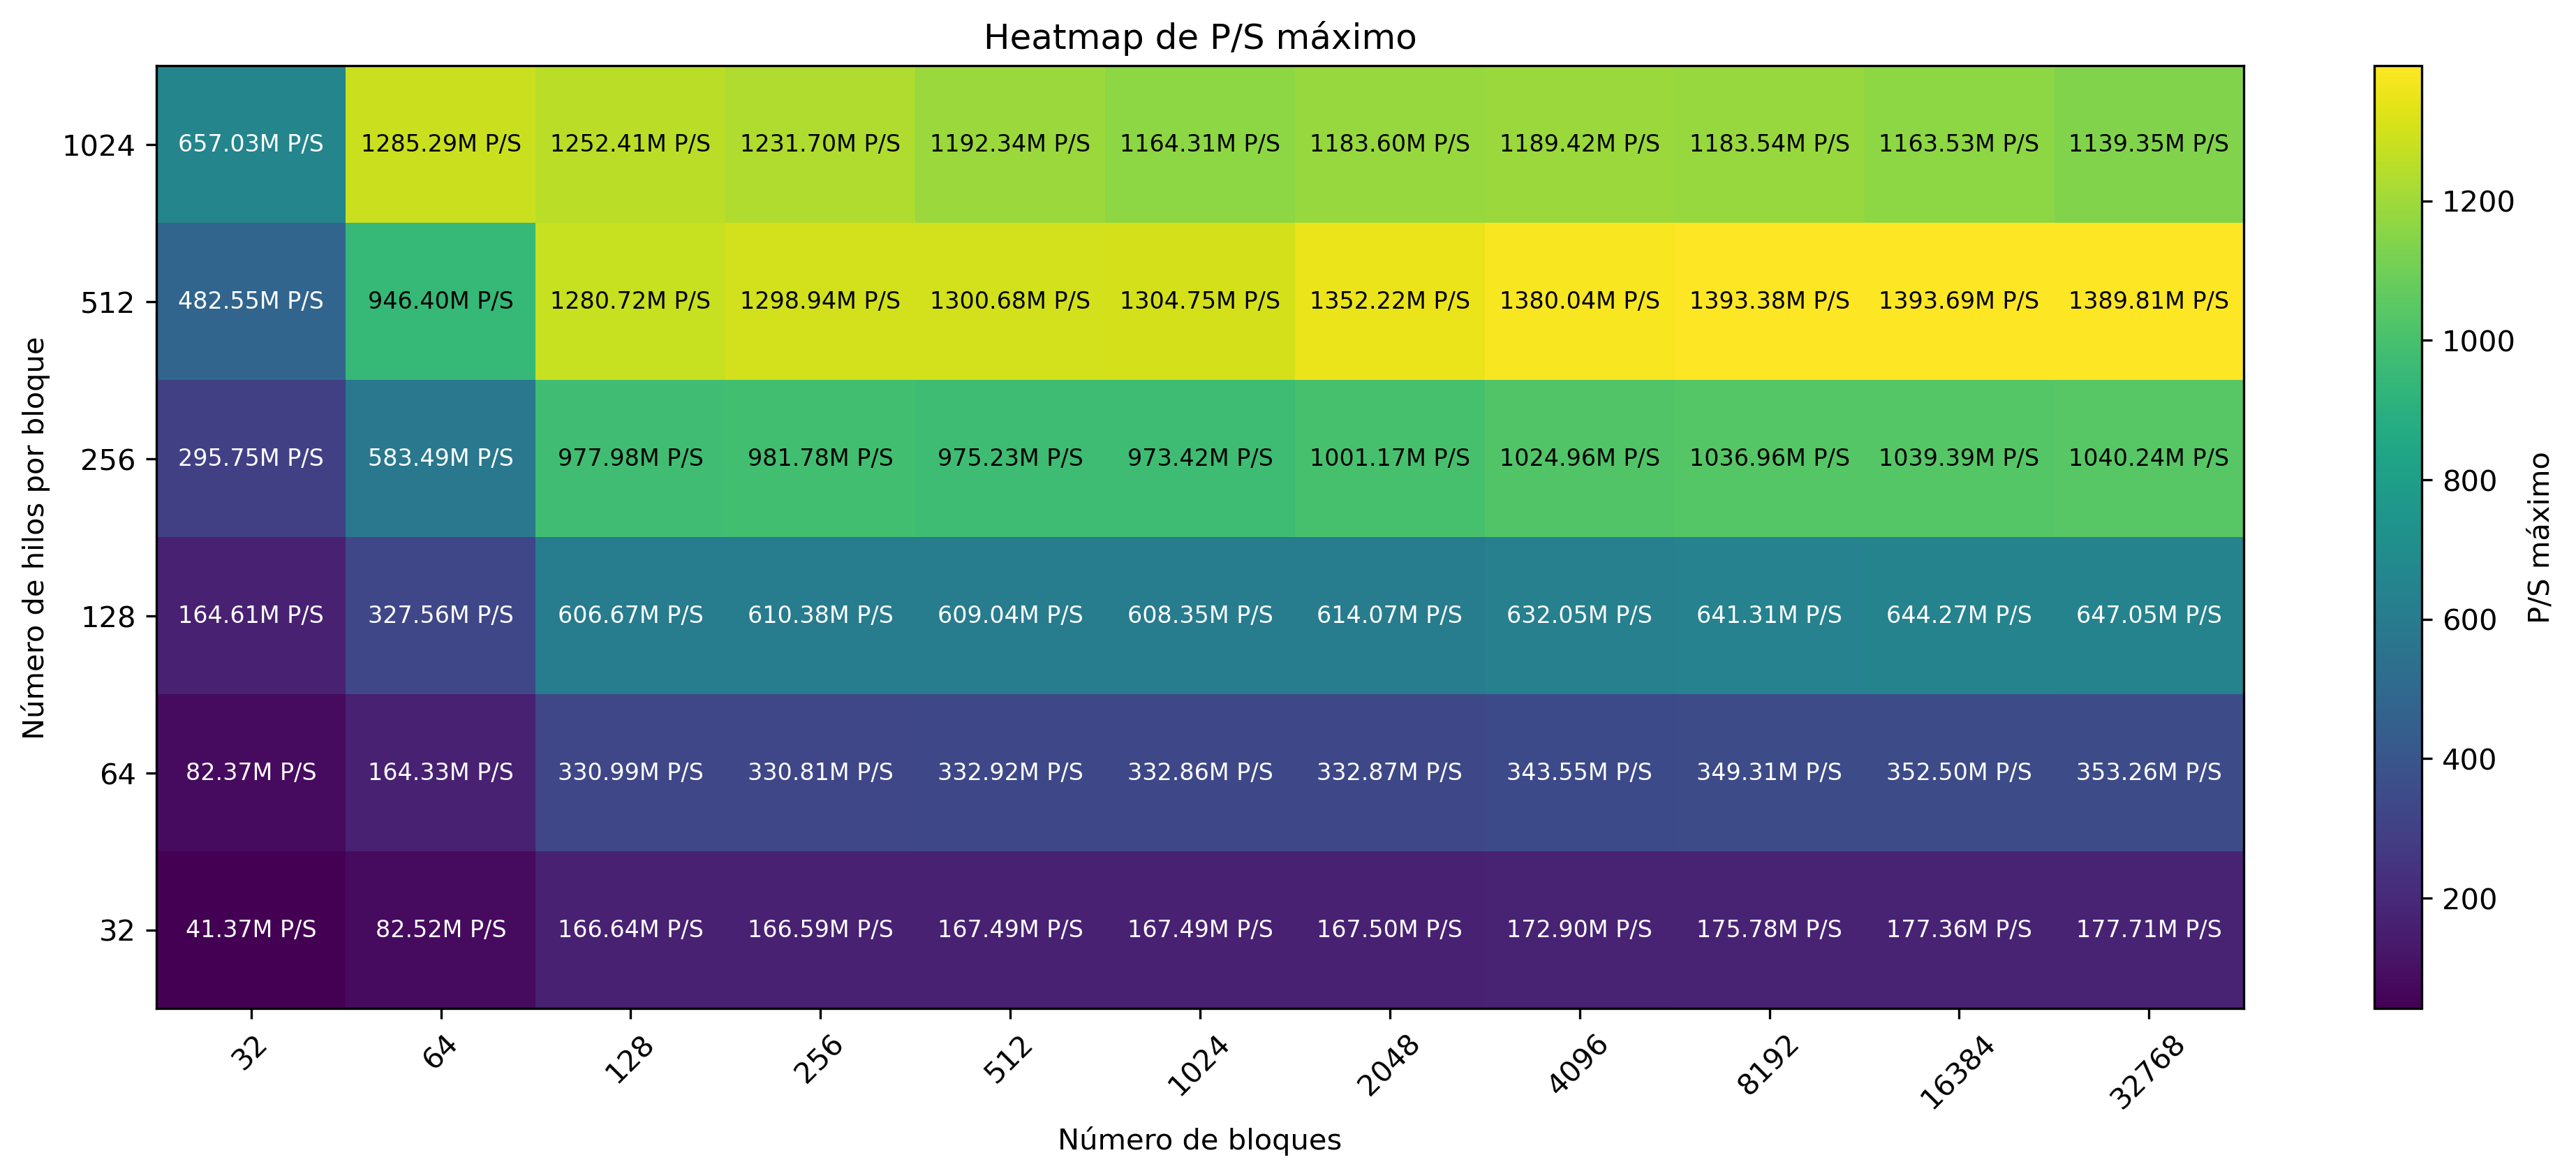 Heatmap de P/S máximo
Número de hilos por bloque
1024 657.03M P/S 1285.29M P/S 1252.41M P/S 1231.70M P/S 1192.34M P/S 1164.31M P/S 1183.60M P/S 1189.42M P/S 1183.54M P/S 1163.53M P/S 1139.35M P/S
512 482.55M P/S 946.40M P/S 1280.72M P/S 1298.94M P/S 1300.68M P/S 1304.75M P/S 1352.22M P/S 1380.04M P/S 1393.38M P/S 1393.69M P/S 1389.81M P/S
256 295.75M P/S 583.49M P/S 977.98M P/S 981.78M P/S 975.23M P/S 973.42M P/S 1001.17M P/S 1024.96M P/S 1036.96M P/S 1039.39M P/S 1040.24M P/S
128 164.61M P/S 327.56M P/S 606.67M P/S 610.38M P/S 609.04M P/S 608.35M P/S 614.07M P/S 632.05M P/S 641.31M P/S 644.27M P/S 647.05M P/S
64 82.37M P/S 164.33M P/S 330.99M P/S 330.81M P/S 332.92M P/S 332.86M P/S 332.87M P/S 343.55M P/S 349.31M P/S 352.50M P/S 353.26M P/S
32 41.37M P/S 82.52M P/S 166.64M P/S 166.59M P/S 167.49M P/S 167.49M P/S 167.50M P/S 172.90M P/S 175.78M P/S 177.36M P/S 177.71M P/S
32 64 128 256 512 1024 2048 4096 8192 16384 32768
Número de bloques
1200
1000
800
600
400
200
P/S máximo